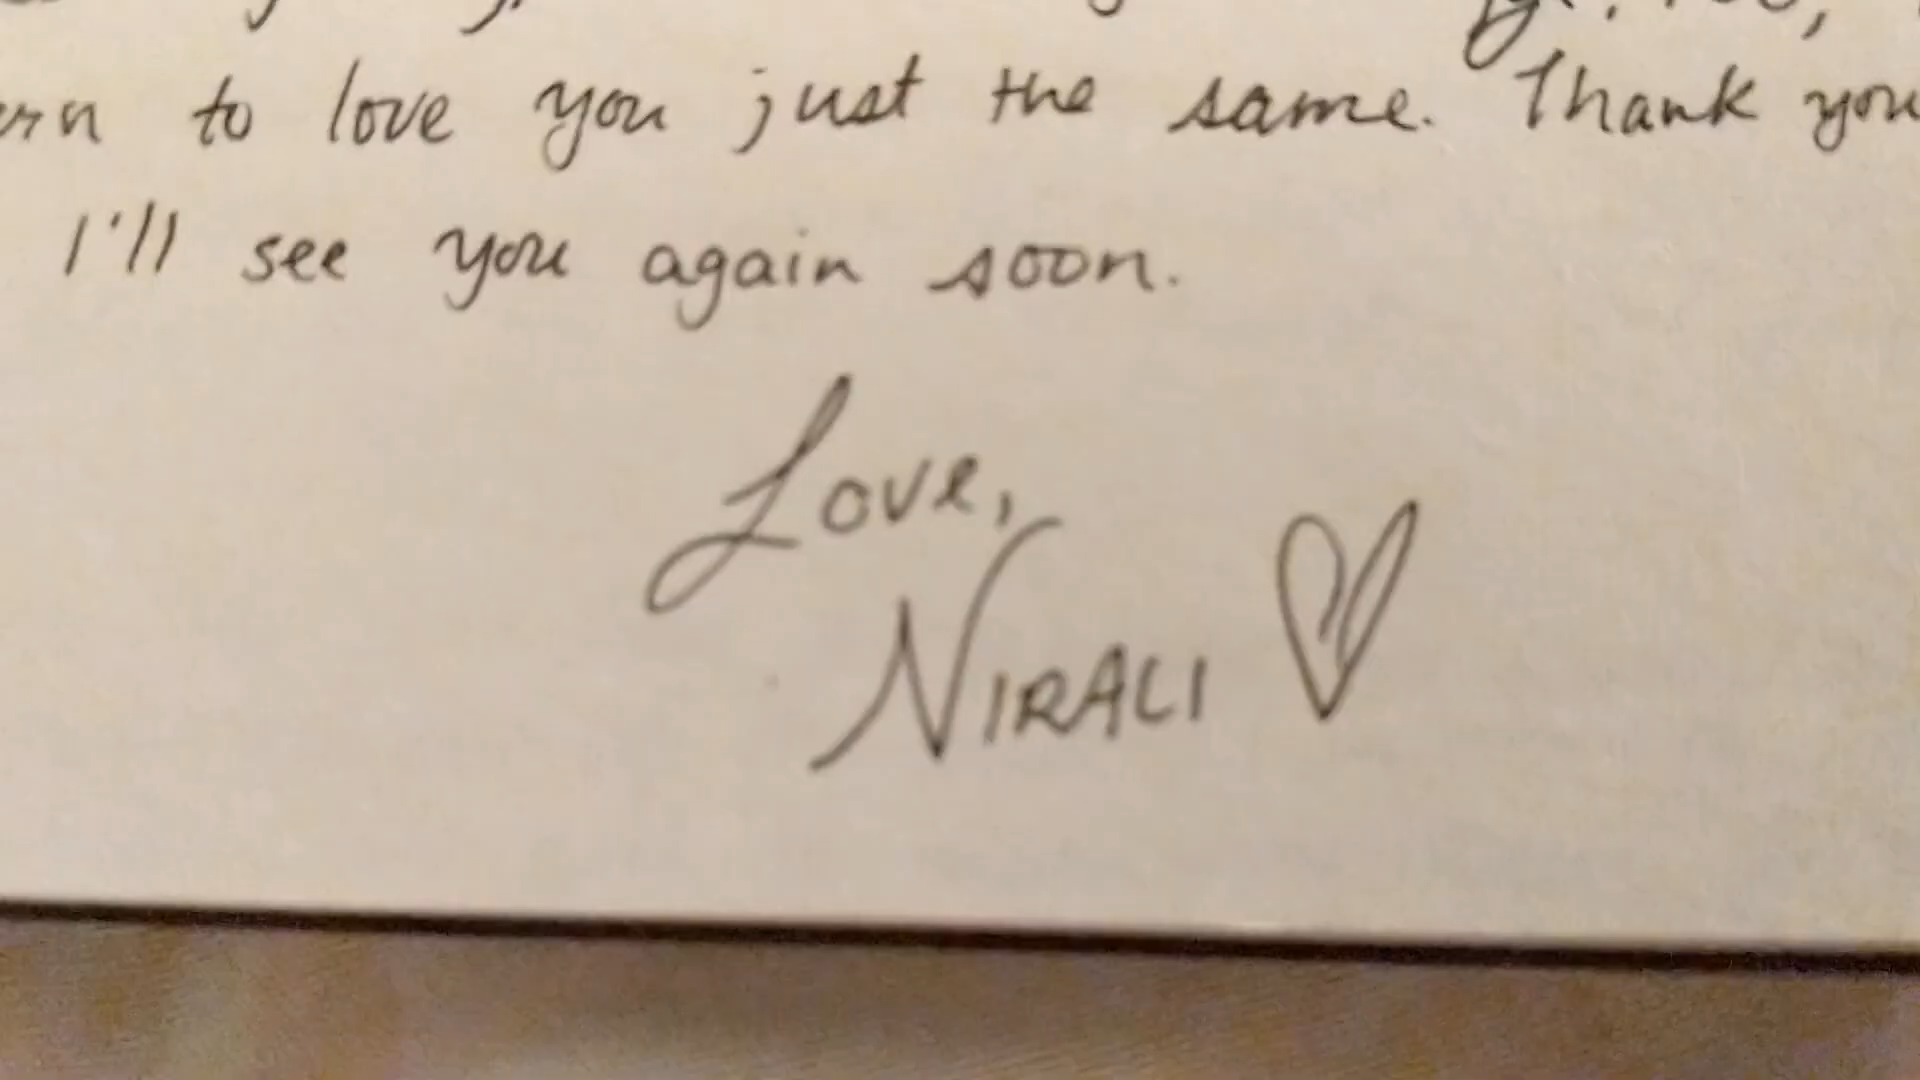 to love you just the same. Thank you
I'll see you again soon.
Love,
NIRALI